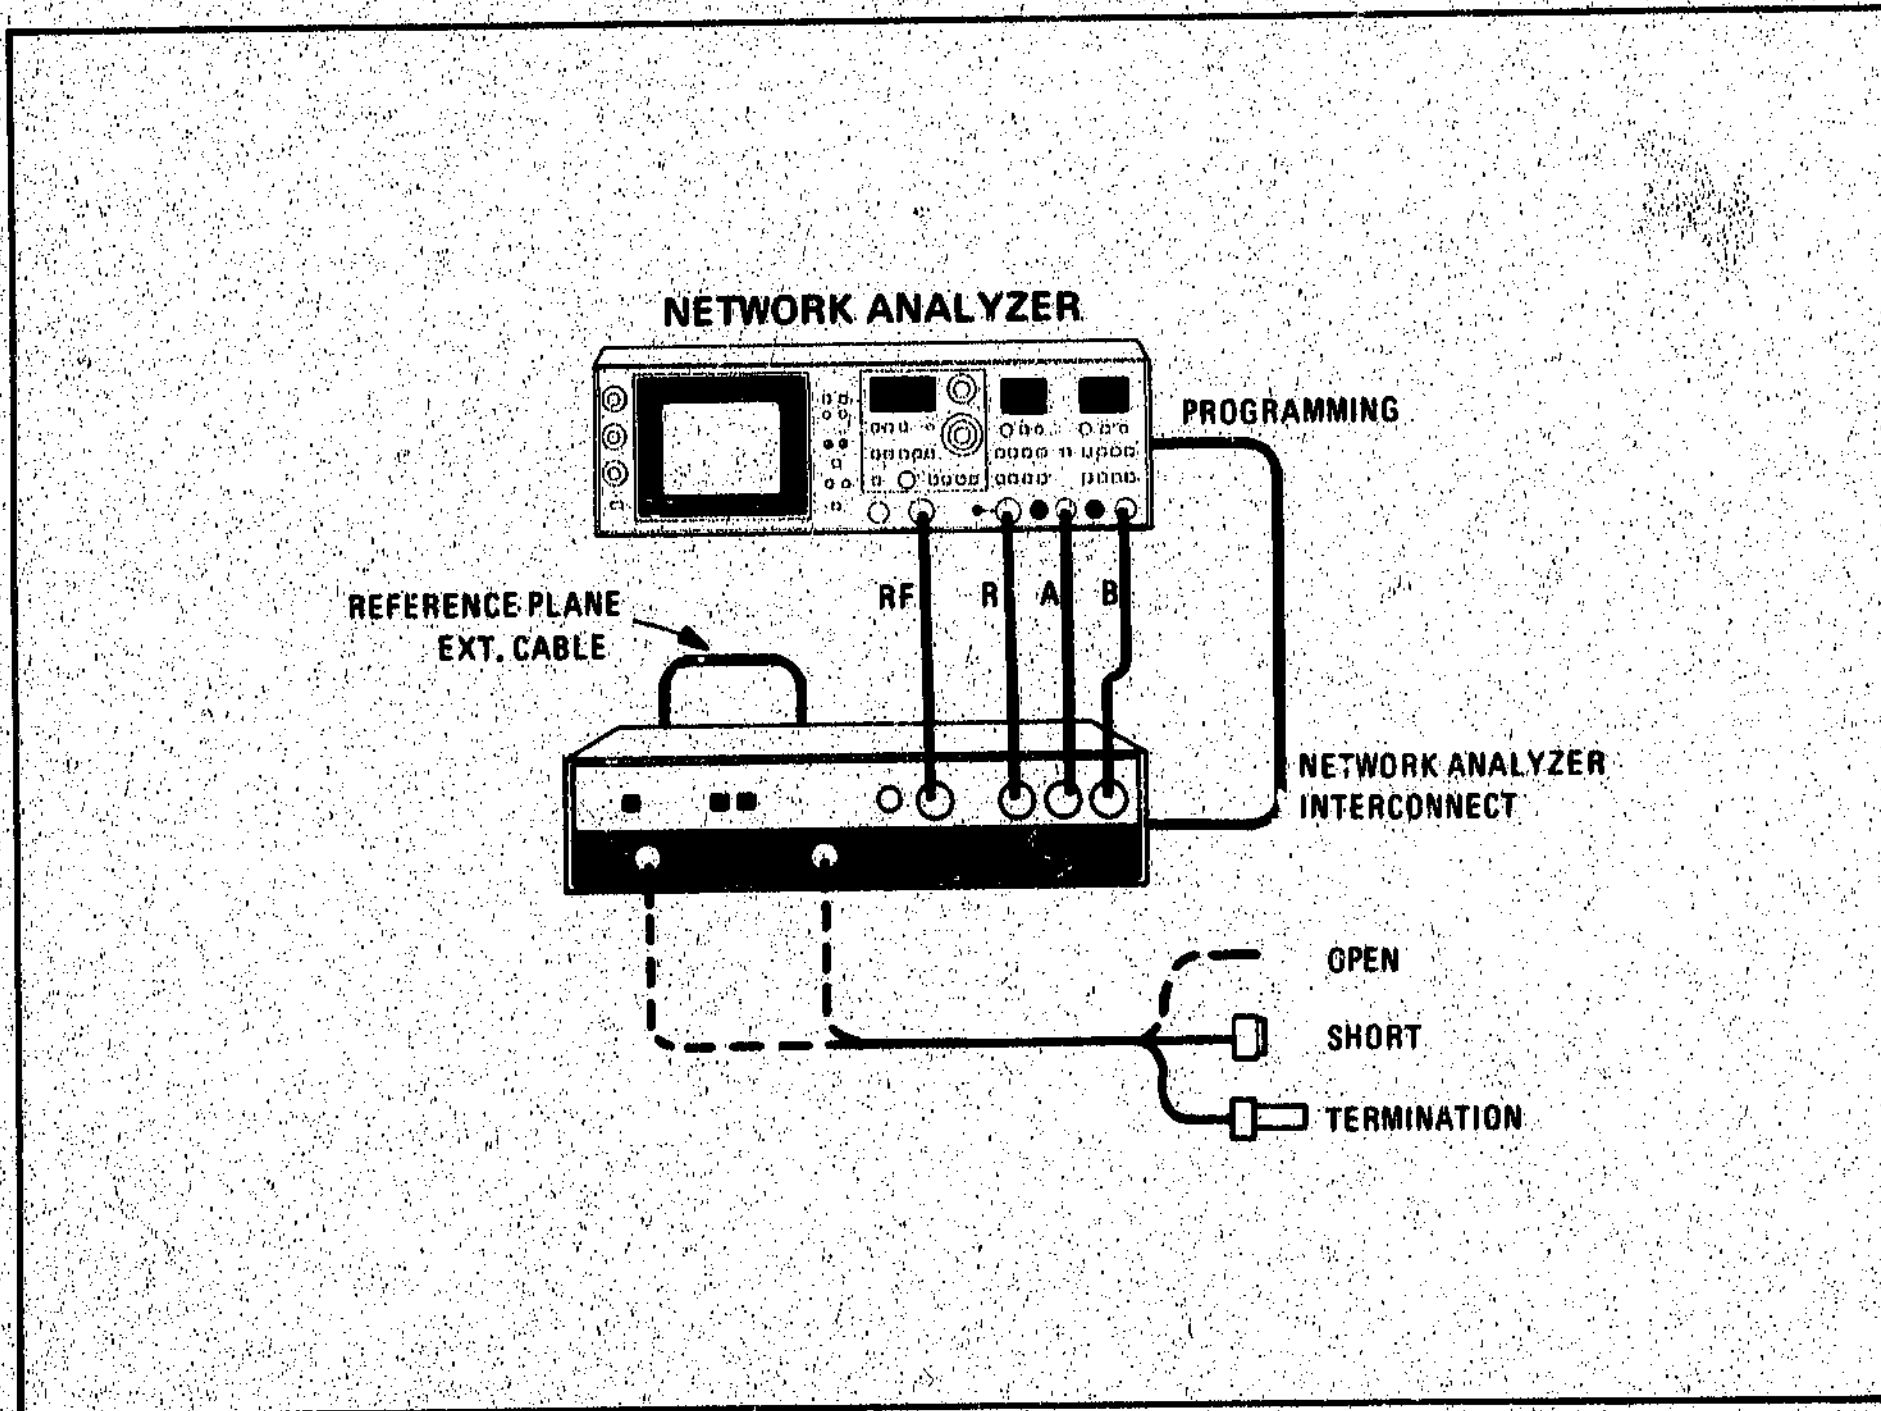 NETWORK ANALYZER
PROGRAMMING
RF R A B
REFERENCE PLANE
EXT. CABLE
NETWORK ANALYZER
INTERCONNECT
OPEN
SHORT
TERMINATION